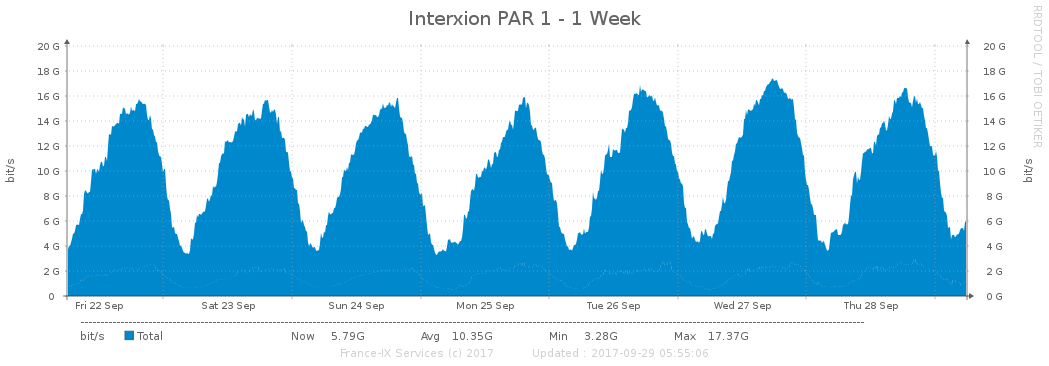 Interxion PAR 1 - 1 Week
RRDTOOL / TOBI OETIKER
bit/s
20 G
18 G
16 G
14 G
12 G
10 G
8 G
6 G
4 G
2 G
0
20 G
18 G
16 G
14 G
12 G
10 G
8 G
6 G
4 G
2 G
0 G
bit/s
Fri 22 Sep Sat 23 Sep Sun 24 Sep Mon 25 Sep Tue 26 Sep Wed 27 Sep Thu 28 Sep
bit/s Total Now 5.79G Avg 10.35G Min 3.28G Max 17.37G
France-IX Services (c) 2017 Updated : 2017-09-29 05:55:06